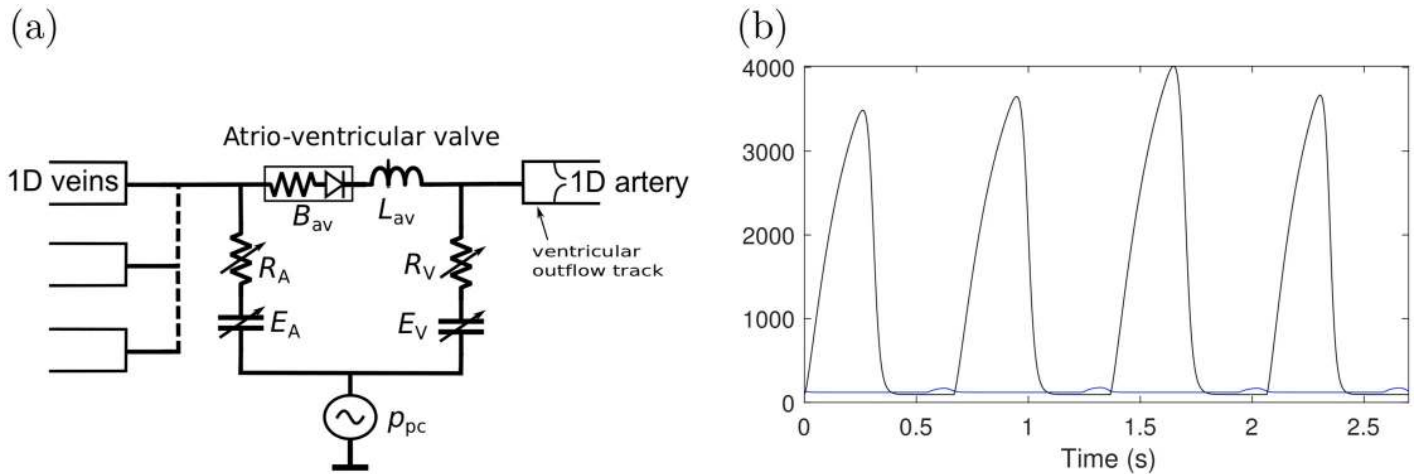 (a)
Atrio-ventricular valve
1D veins
1D artery
B_av
L_av
ventricular
outflow track
R_A
R_V
E_A
E_V
p_pc
(b)
4000
3000
2000
1000
0
0 0.5 1 1.5 2 2.5
Time (s)